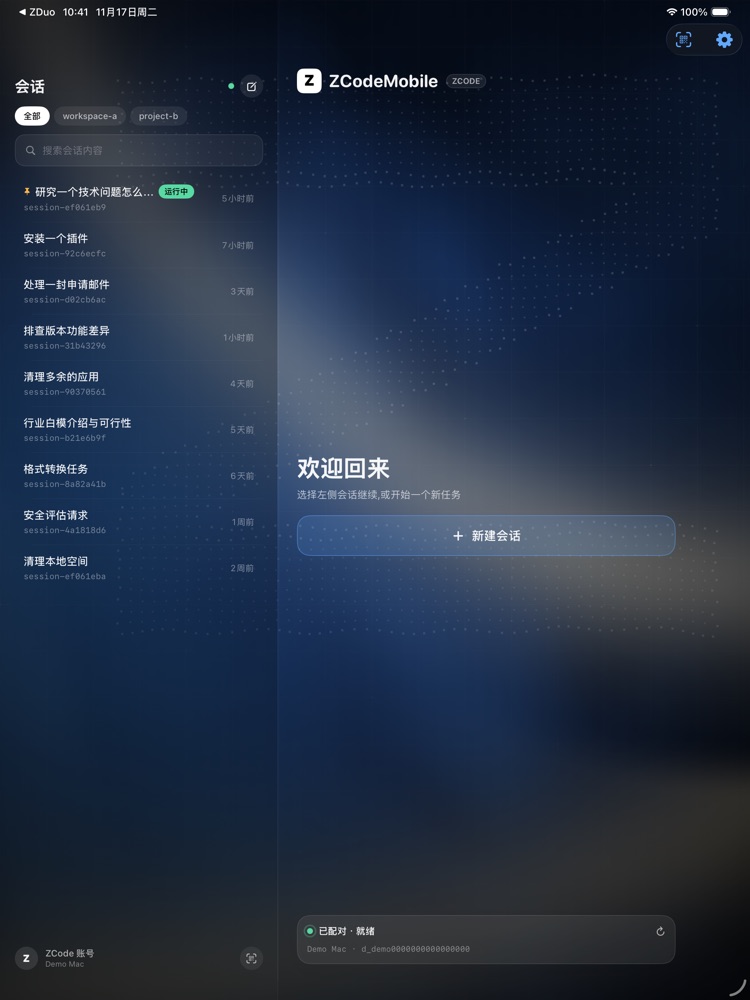 ◀ ZDuo 10:41 11月17日周二
100%
会话
全部 workspace-a project-b
搜索会话内容
研究一个技术问题怎么... 运行中
session-ef061eb9
5小时前
安装一个插件
session-92c6ecfc
7小时前
处理一封申请邮件
session-d02cb6ac
3天前
排查版本功能差异
session-31b43296
1小时前
清理多余的应用
session-90370561
4天前
行业白模介绍与可行性
session-b21e6b9f
5天前
格式转换任务
session-8a82a41b
6天前
安全评估请求
session-4a1818d6
1周前
清理本地空间
session-ef061eba
2周前
Z ZCode 账号
Demo Mac
Z ZCodeMobile ZCODE
欢迎回来
选择左侧会话继续,或开始一个新任务
+ 新建会话
已配对 · 就绪
Demo Mac · d_demo0000000000000000